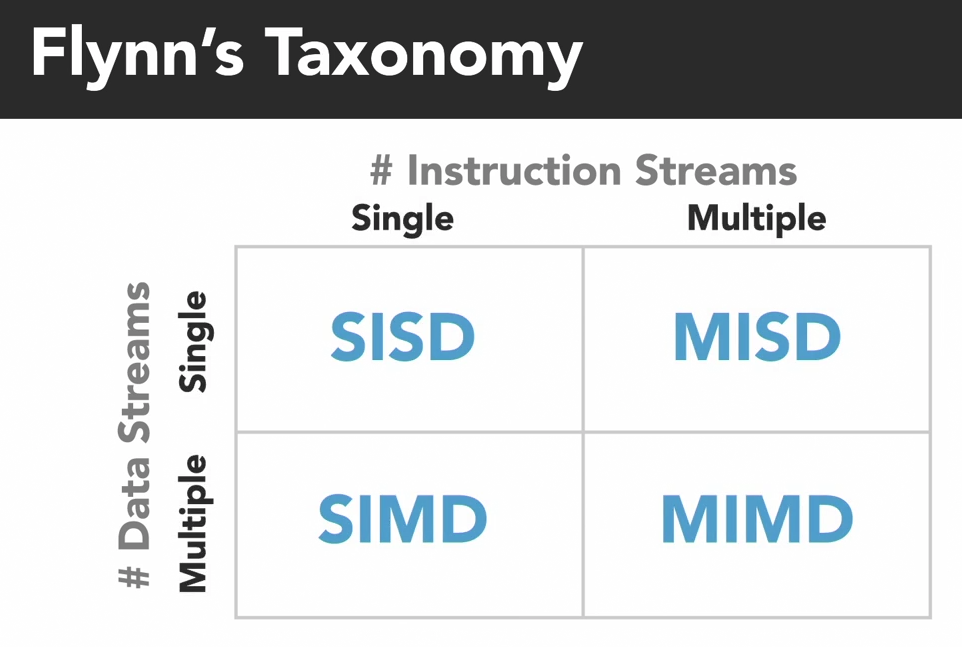 Flynn’s Taxonomy
# Instruction Streams
Single
Multiple
# Data Streams
Single
SISD
MISD
Multiple
SIMD
MIMD